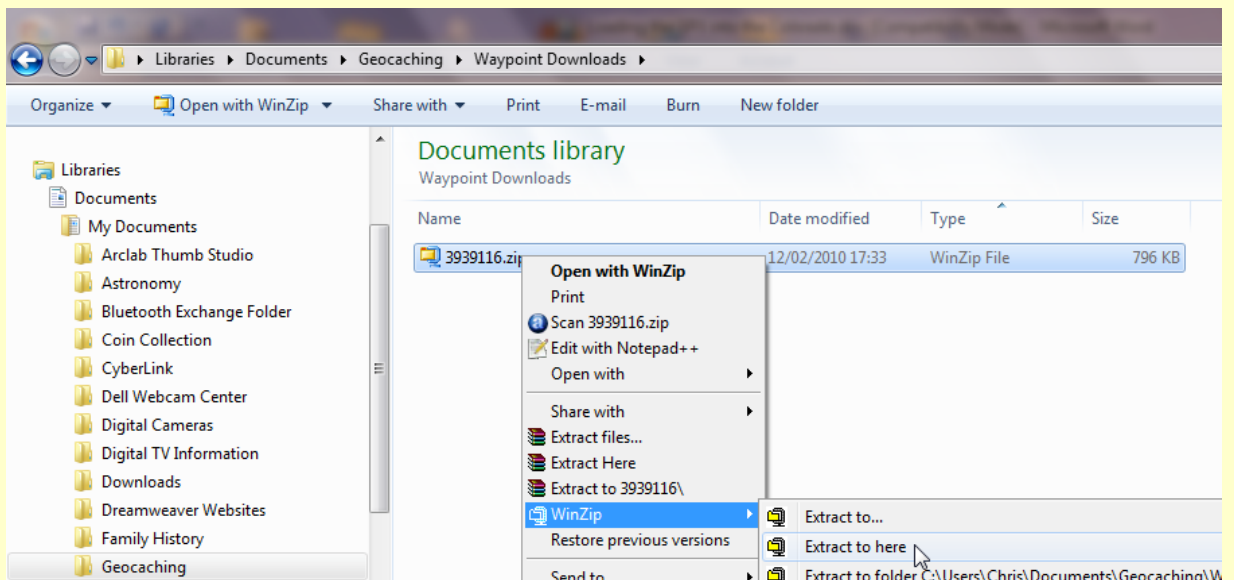 Libraries Documents Geocaching Waypoint Downloads
Organize Open with WinZip Share with Print E-mail Burn New folder
Libraries
Documents
My Documents
Arclab Thumb Studio
Astronomy
Bluetooth Exchange Folder
Coin Collection
CyberLink
Dell Webcam Center
Digital Cameras
Digital TV Information
Downloads
Dreamweaver Websites
Family History
Geocaching
Documents library
Waypoint Downloads
Name Date modified Type Size
3939116.zip 12/02/2010 17:33 WinZip File 796 KB
Open with WinZip
Print
Scan 3939116.zip
Edit with Notepad++
Open with
Share with
Extract files...
Extract Here
Extract to 3939116\
WinZip
Restore previous versions
Send to
Extract to...
Extract to here
Extract to folder C:\Users\Chris\Documents\Geocaching\W